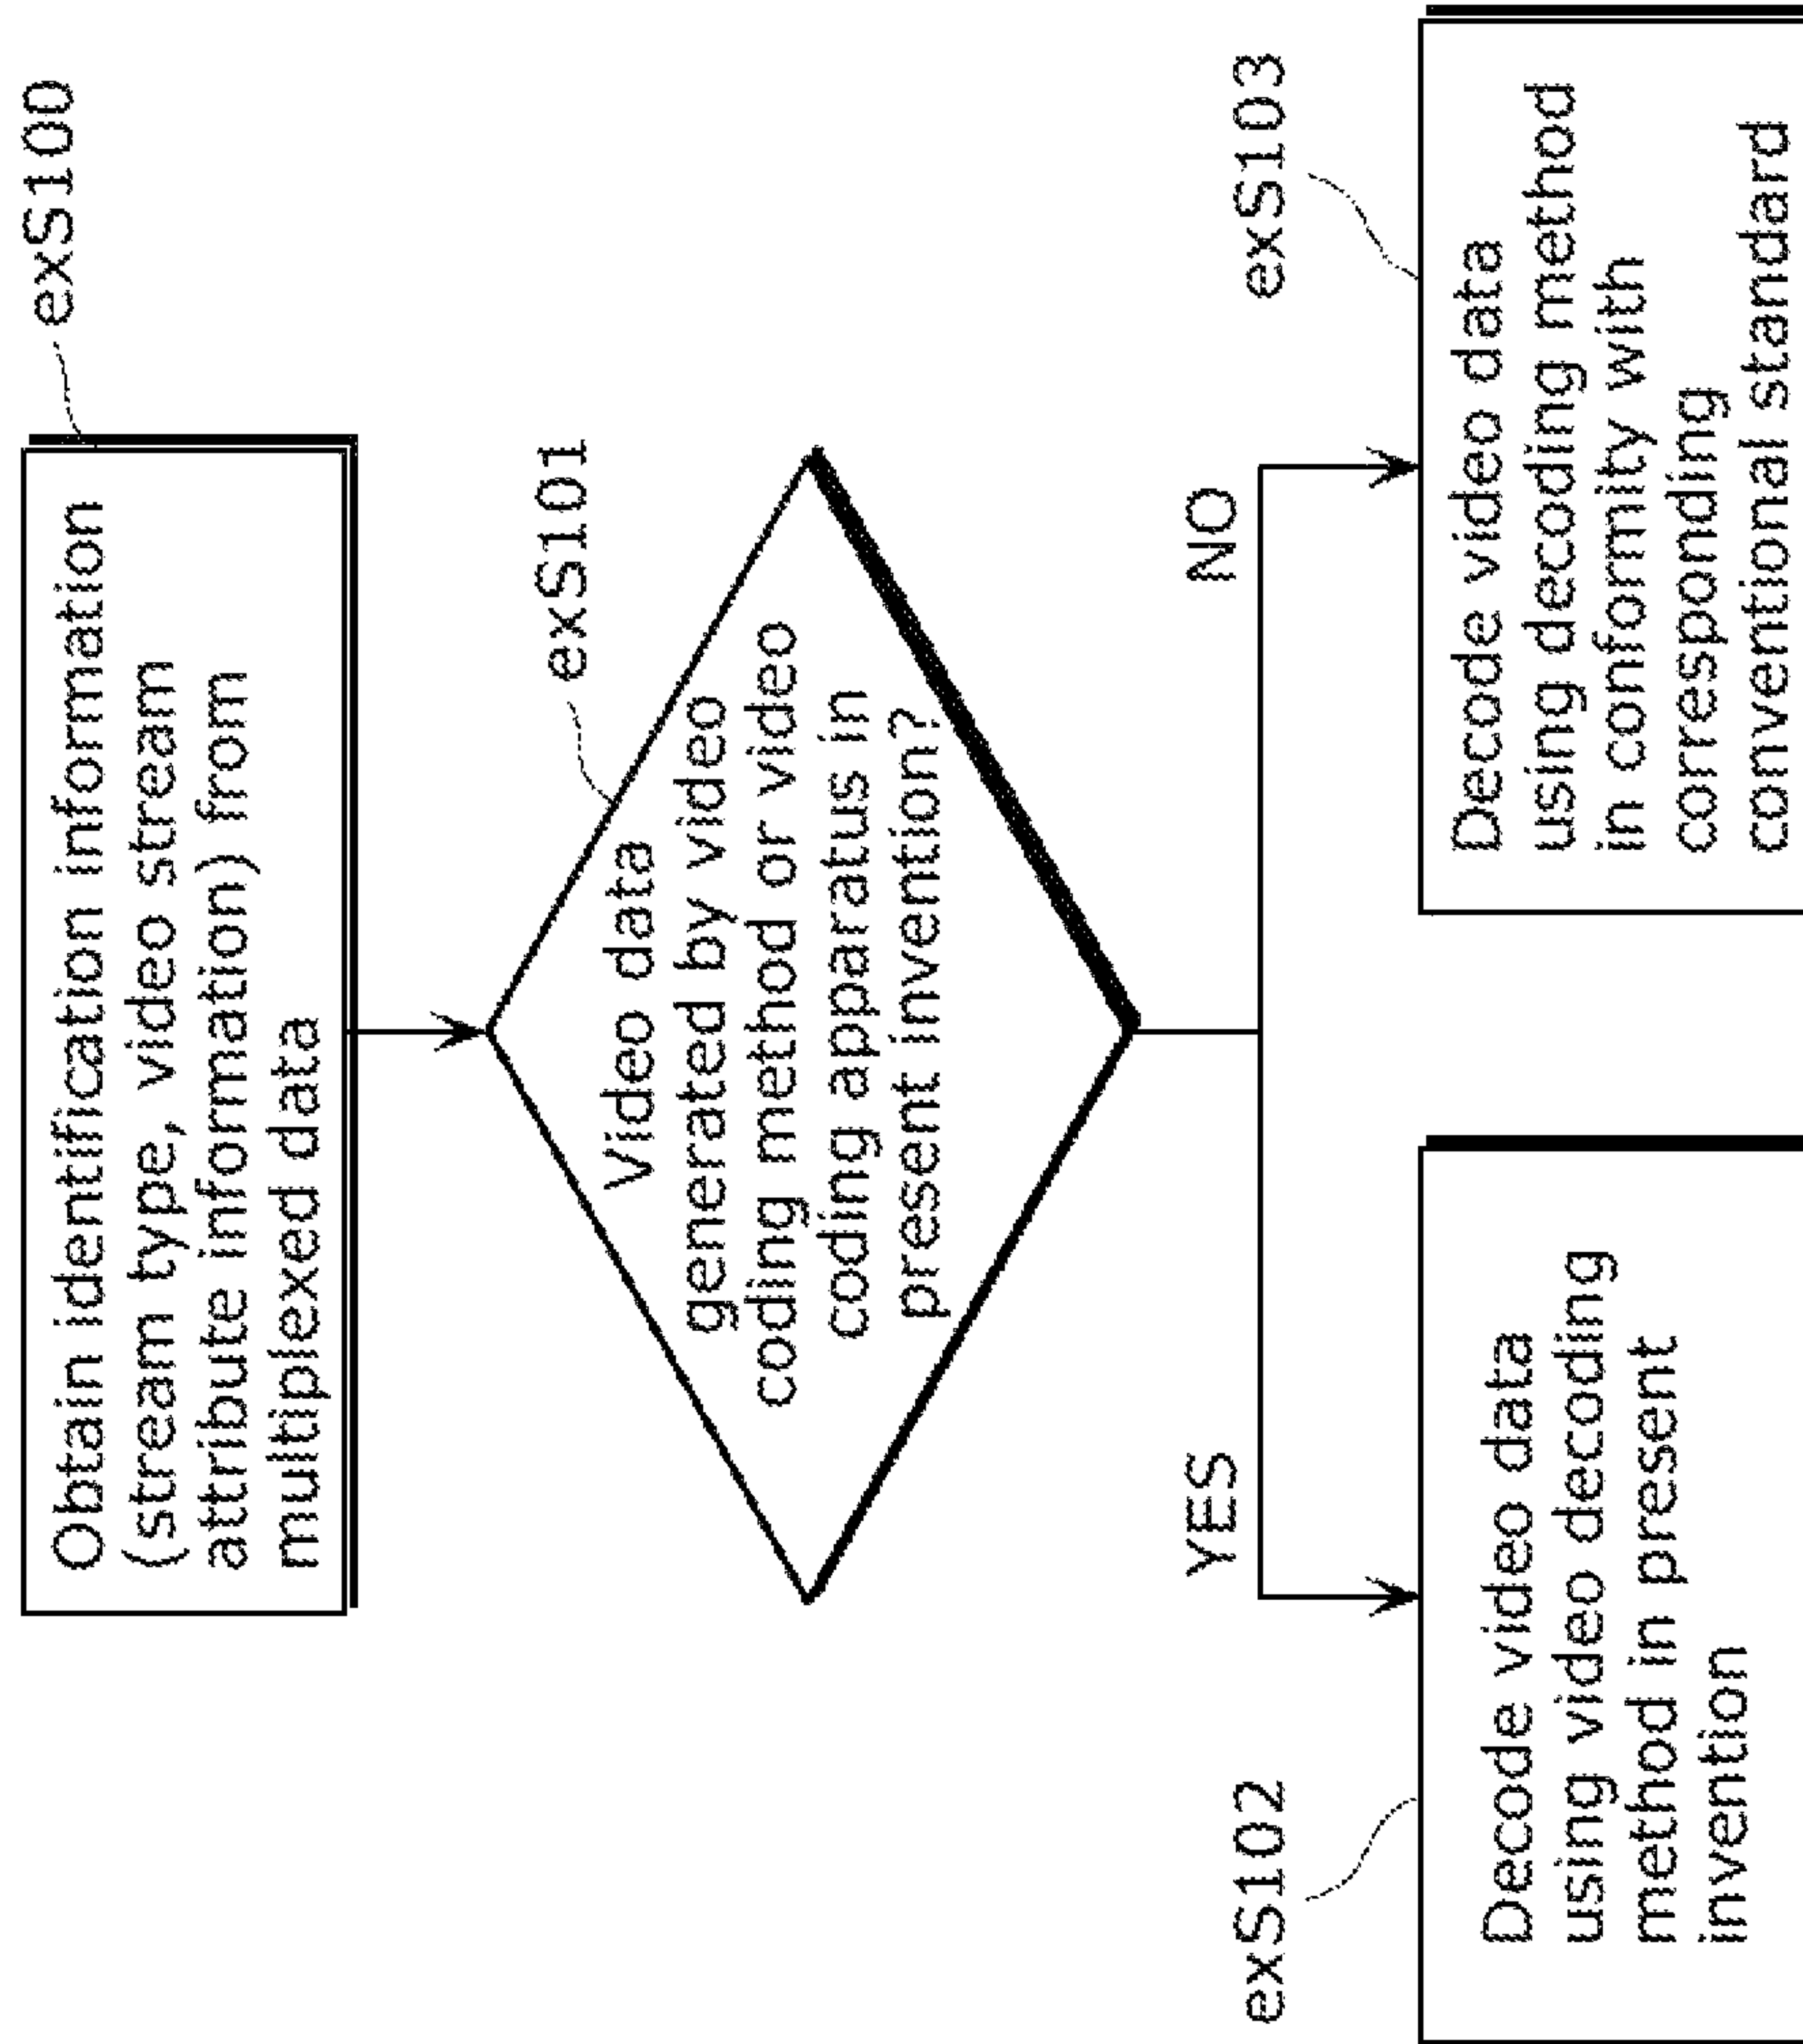 exS100
Obtain identification information
(stream type, video stream
attribute information) from
multiplexed data
exS101
Video data
generated by video
coding method or video
coding apparatus in
present invention?
YES
NO
exS102
Decode video data
using video decoding
method in present
invention
exS103
Decode video data
using decoding method
in conformity with
corresponding
conventional standard